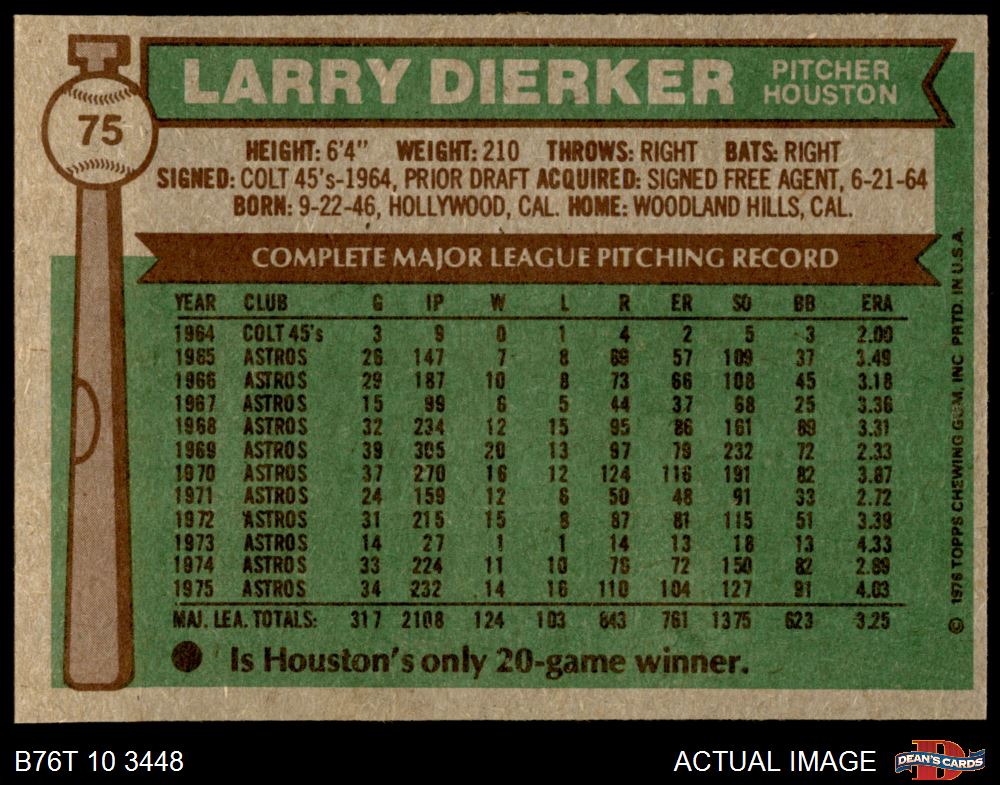 75
LARRY DIERKER PITCHER HOUSTON
HEIGHT: 6'4" WEIGHT: 210 THROWS: RIGHT BATS: RIGHT
SIGNED: COLT 45's-1964, PRIOR DRAFT ACQUIRED: SIGNED FREE AGENT, 6-21-64
BORN: 9-22-46, HOLLYWOOD, CAL. HOME: WOODLAND HILLS, CAL.
COMPLETE MAJOR LEAGUE PITCHING RECORD
YEAR CLUB G IP W L R ER SO BB ERA
1964 COLT 45's 3 9 0 1 4 2 5 3 2.00
1965 ASTROS 26 147 7 8 69 57 109 37 3.49
1966 ASTROS 29 187 10 8 73 66 108 45 3.18
1967 ASTROS 15 99 6 5 44 37 68 25 3.36
1968 ASTROS 32 234 12 15 95 86 161 89 3.31
1969 ASTROS 39 305 20 13 97 79 232 72 2.33
1970 ASTROS 37 270 16 12 124 116 191 82 3.87
1971 ASTROS 24 159 12 6 50 48 91 33 2.72
1972 ASTROS 31 215 15 8 87 81 115 51 3.39
1973 ASTROS 14 27 1 1 14 13 18 13 4.33
1974 ASTROS 33 224 11 10 76 72 150 82 2.89
1975 ASTROS 34 232 14 16 110 104 127 91 4.03
MAJ. LEA. TOTALS: 317 2108 124 103 843 761 1375 623 3.25
Is Houston's only 20-game winner.
© 1976 TOPPS CHEWING GUM, INC. PRTD. IN U.S.A.
B76T 10 3448
ACTUAL IMAGE
D
DEAN'S CARDS